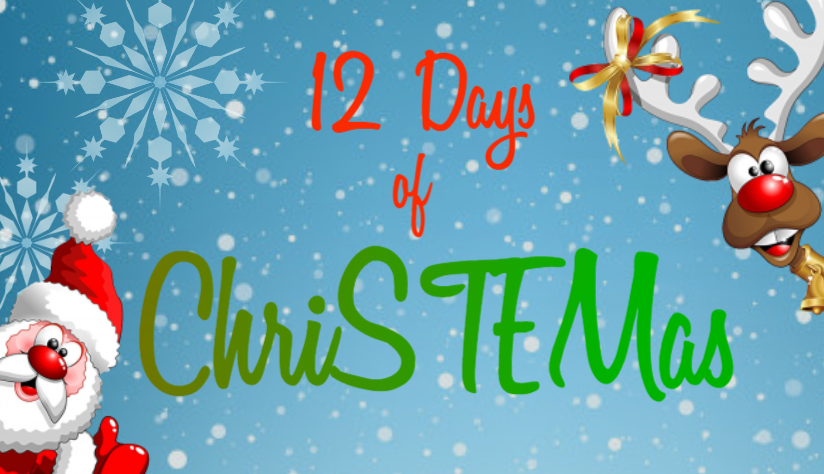 12 Days
of
ChriSTEMas